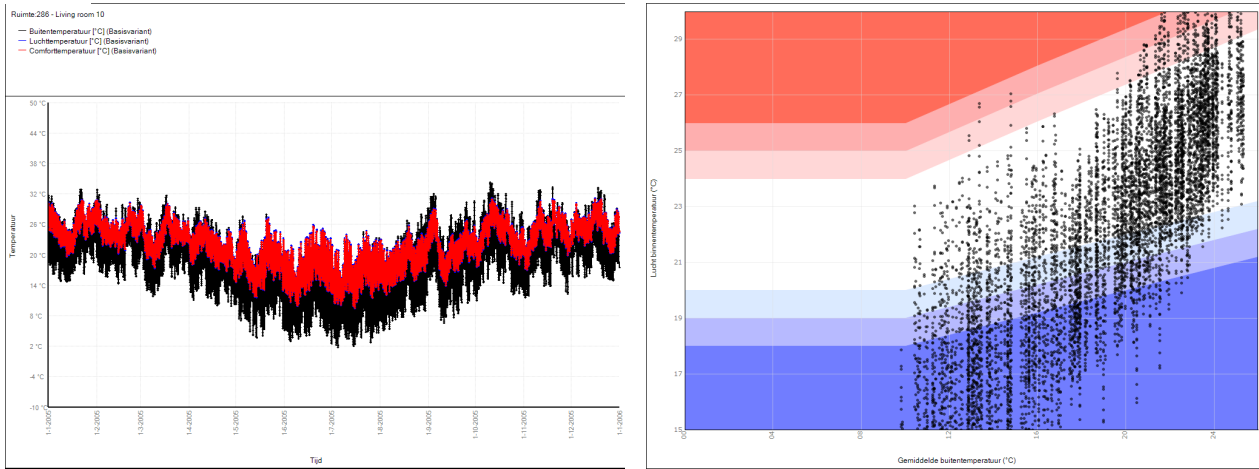 Ruimte:286 - Living room 10
Buitentemperatuur [°C] (Basisvariant)
Luchttemperatuur [°C] (Basisvariant)
Comforttemperatuur [°C] (Basisvariant)
50 °C
44 °C
38 °C
32 °C
26 °C
20 °C
14 °C
8 °C
2 °C
-4 °C
-10 °C
Temperatuur
1-1-2005
1-2-2005
1-3-2005
1-4-2005
1-5-2005
1-6-2005
1-7-2005
1-8-2005
1-9-2005
1-10-2005
1-11-2005
1-12-2005
1-1-2006
Tijd
29
27
25
23
21
19
17
15
Lucht binnentemperatuur (°C)
00
04
08
12
16
20
24
Gemiddelde buitentemperatuur (°C)